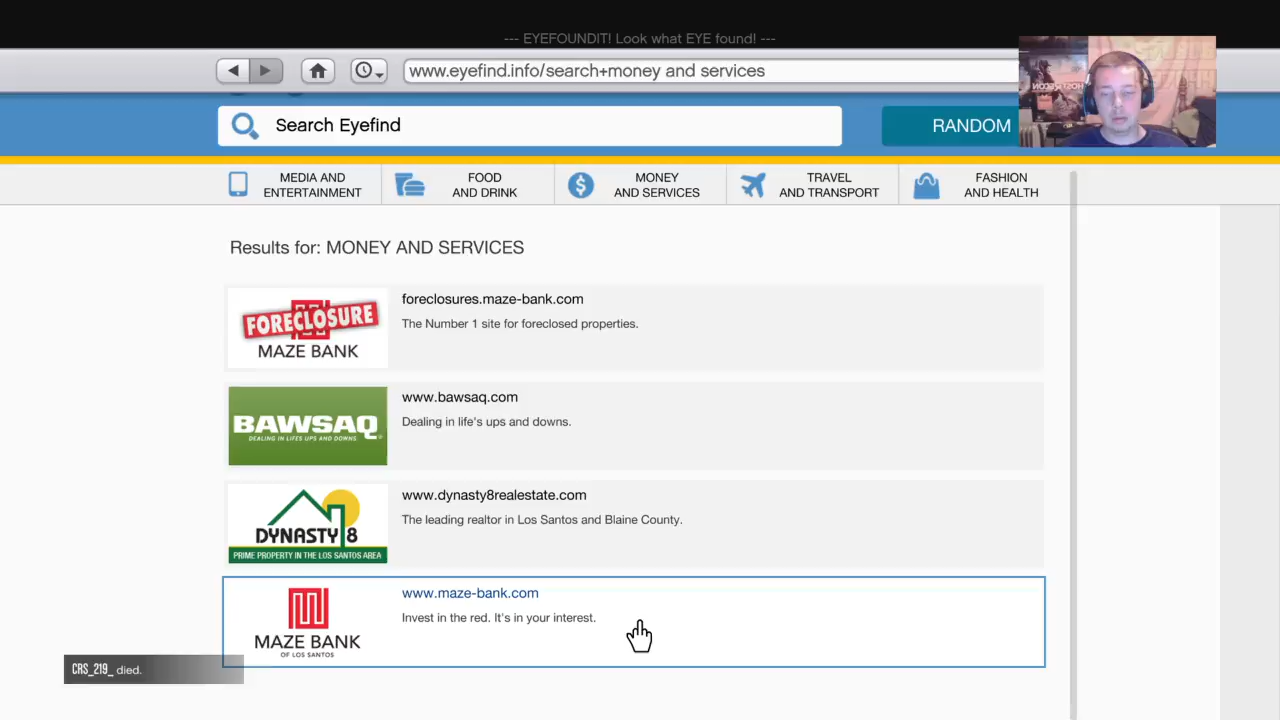 --- EYEFOUNDIT! Look what EYE found! ---
www.eyefind.info/search+money and services
Search Eyefind
RANDOM
MEDIA AND
ENTERTAINMENT
FOOD
AND DRINK
MONEY
AND SERVICES
TRAVEL
AND TRANSPORT
FASHION
AND HEALTH
Results for: MONEY AND SERVICES
FORECLOSURE
MAZE BANK
foreclosures.maze-bank.com
The Number 1 site for foreclosed properties.
BAWSAQ
DEALING IN LIFE'S UPS AND DOWNS
www.bawsaq.com
Dealing in life's ups and downs.
DYNASTY 8
PRIME PROPERTY IN THE LOS SANTOS AREA
www.dynasty8realestate.com
The leading realtor in Los Santos and Blaine County.
MAZE BANK
OF LOS SANTOS
www.maze-bank.com
Invest in the red. It's in your interest.
CRS_219_ died.